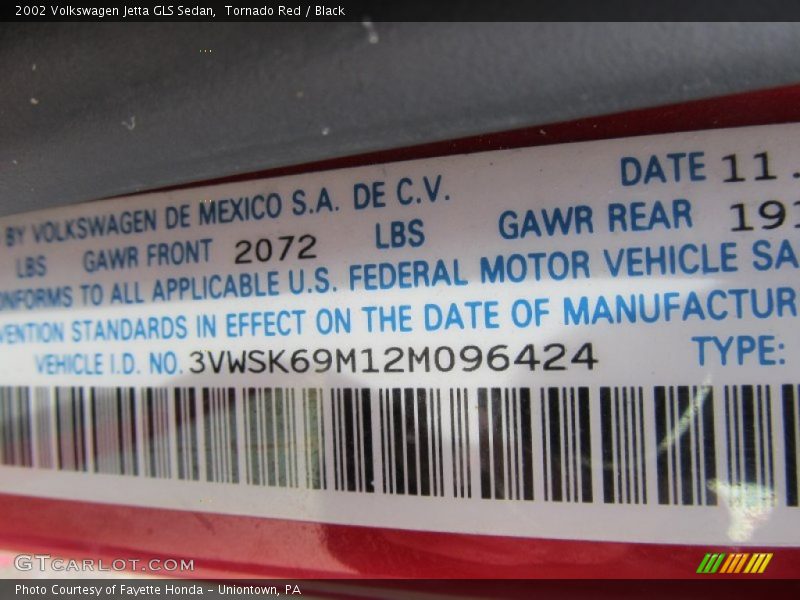 2002 Volkswagen Jetta GLS Sedan,  Tornado Red / Black
BY VOLKSWAGEN DE MEXICO S.A. DE C.V. DATE 11.
LBS GAWR FRONT 2072 LBS GAWR REAR 191
ONFORMS TO ALL APPLICABLE U.S. FEDERAL MOTOR VEHICLE SA
VENTION STANDARDS IN EFFECT ON THE DATE OF MANUFACTUR
VEHICLE I.D. NO. 3VWSK69M12M096424 TYPE:
GTCARLOT.COM
Photo Courtesy of Fayette Honda - Uniontown, PA